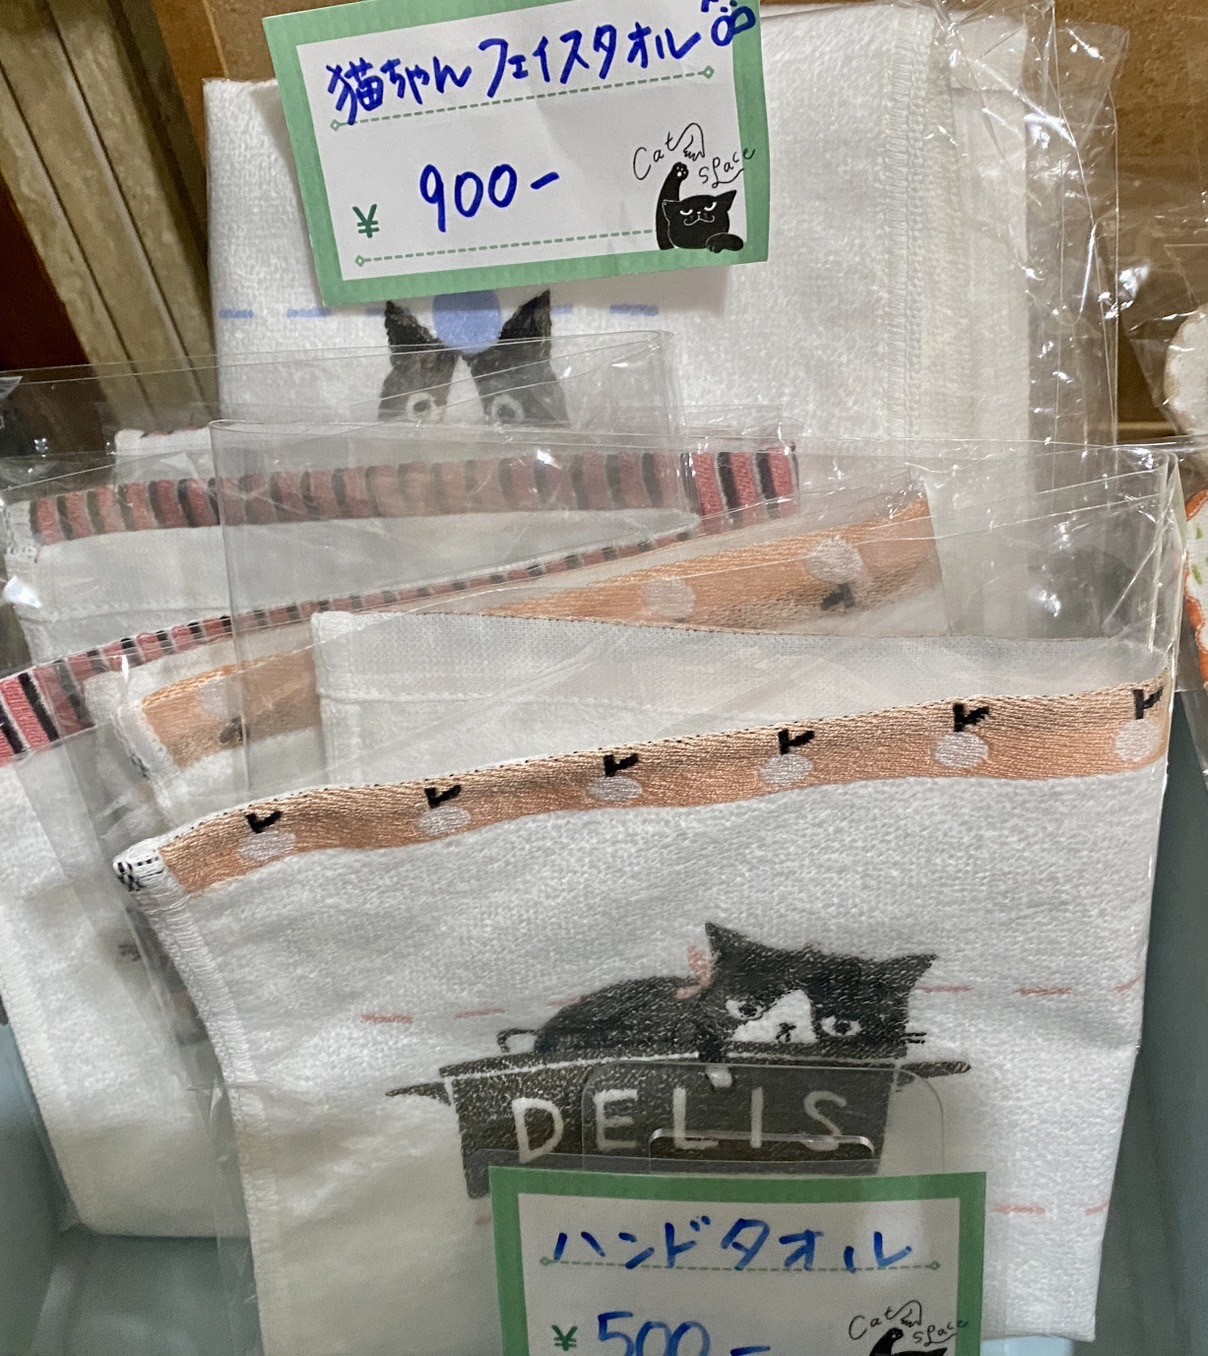 猫ちゃんフェイスタオル
¥ 900-
Cat space
DELIS
ハンドタオル
¥ 500-
Cat space